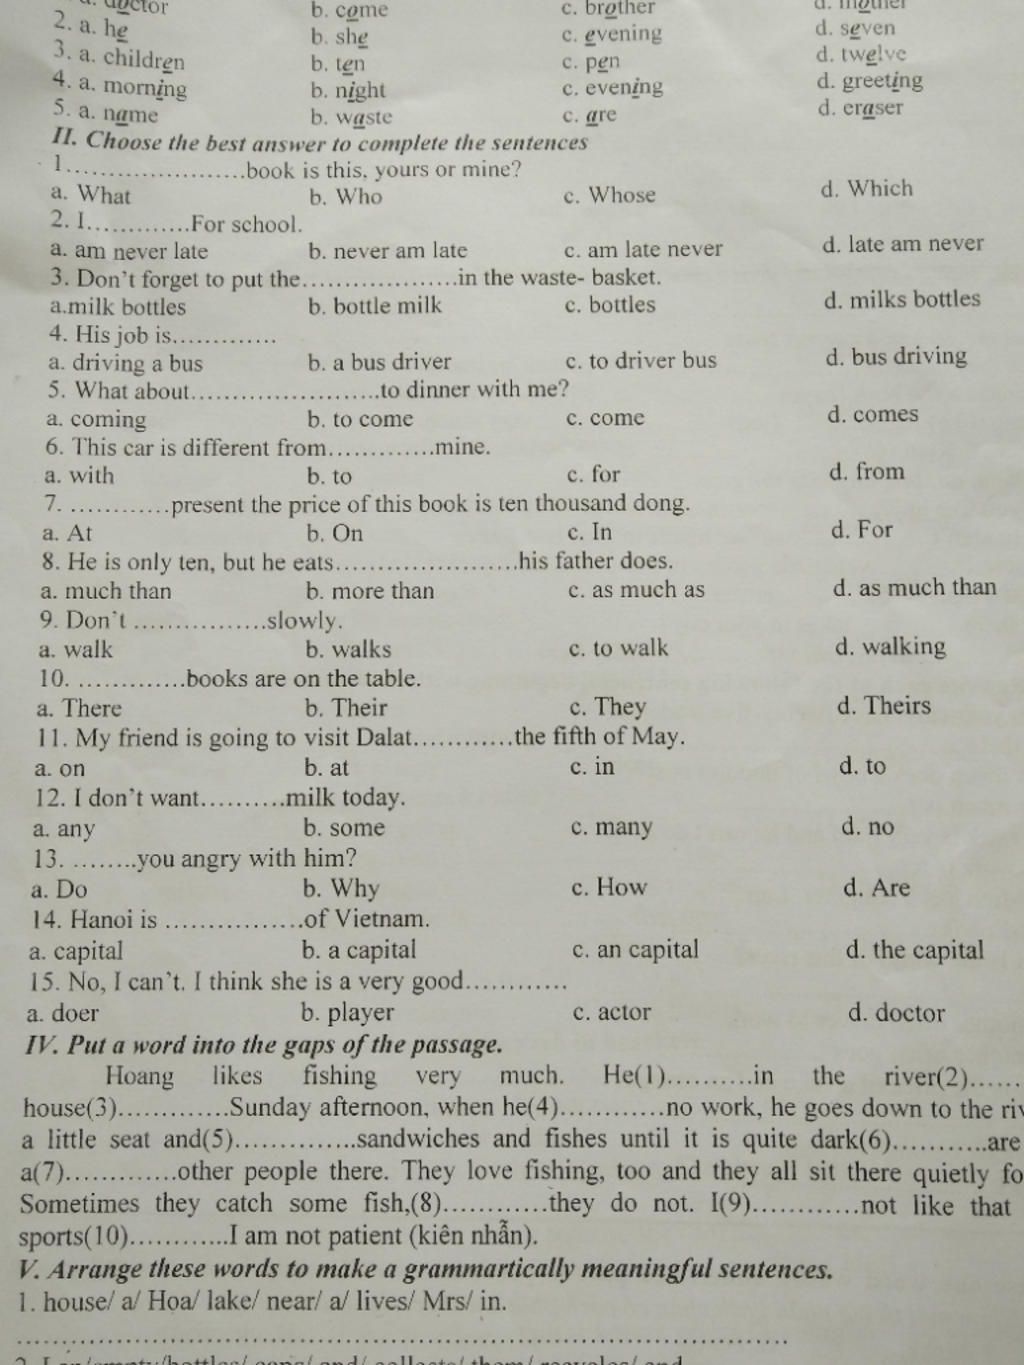 a. doctor b. come c. brother d. mother
2. a. he b. she c. evening d. seven
3. a. children b. ten c. pen d. twelve
4. a. morning b. night c. evening d. greeting
5. a. name b. waste c. are d. eraser
II. Choose the best answer to complete the sentences
1......................book is this, yours or mine?
a. What b. Who c. Whose d. Which
2. I.............For school.
a. am never late b. never am late c. am late never d. late am never
3. Don't forget to put the...................in the waste- basket.
a.milk bottles b. bottle milk c. bottles d. milks bottles
4. His job is.............
a. driving a bus b. a bus driver c. to driver bus d. bus driving
5. What about.......................to dinner with me?
a. coming b. to come c. come d. comes
6. This car is different from.............mine.
a. with b. to c. for d. from
7. ............present the price of this book is ten thousand dong.
a. At b. On c. In d. For
8. He is only ten, but he eats......................his father does.
a. much than b. more than c. as much as d. as much than
9. Don't ................slowly.
a. walk b. walks c. to walk d. walking
10. .............books are on the table.
a. There b. Their c. They d. Theirs
11. My friend is going to visit Dalat............the fifth of May.
a. on b. at c. in d. to
12. I don't want..........milk today.
a. any b. some c. many d. no
13. ........you angry with him?
a. Do b. Why c. How d. Are
14. Hanoi is .................of Vietnam.
a. capital b. a capital c. an capital d. the capital
15. No, I can't. I think she is a very good............
a. doer b. player c. actor d. doctor
IV. Put a word into the gaps of the passage.
Hoang likes fishing very much. He(1)..........in the river(2)......
house(3).............Sunday afternoon, when he(4)............no work, he goes down to the
a little seat and(5)..............sandwiches and fishes until it is quite dark(6)...........are
a(7).............other people there. They love fishing, too and they all sit there quietly
Sometimes they catch some fish,(8)............they do not. I(9)............not like that
sports(10)............I am not patient (kiên nhẫn).
V. Arrange these words to make a grammartically meaningful sentences.
1. house/ a/ Hoa/ lake/ near/ a/ lives/ Mrs/ in.